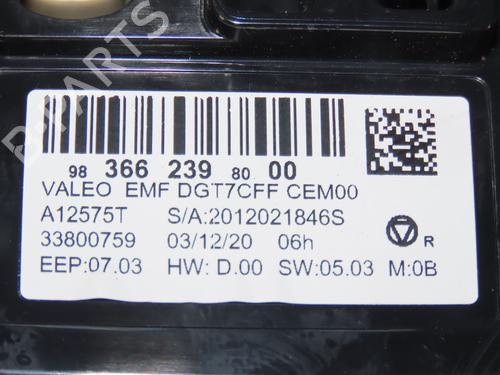 98 366 239 80 00
VALEO EMF DGT7CFF CEM00
A12575T S/A:2012021846S
33800759 03/12/20 06h
EEP:07.03 HW: D.00 SW:05.03 M:0B
V R
B-PARTS